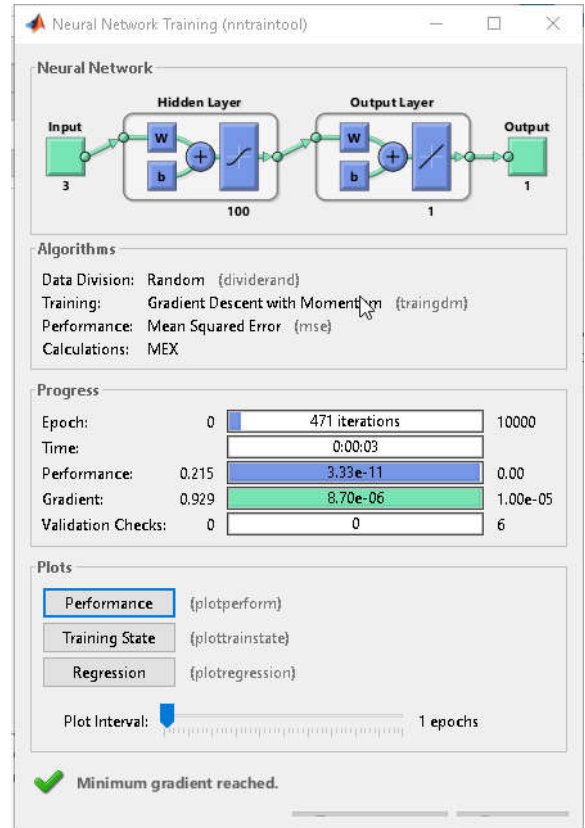 Neural Network Training (nntraintool)
Neural Network
Hidden Layer Output Layer
Input Output
W W
b b
3 1
100 1
Algorithms
Data Division: Random (dividerand)
Training: Gradient Descent with Momentum (traingdm)
Performance: Mean Squared Error (mse)
Calculations: MEX
Progress
Epoch: 0 471 iterations 10000
Time: 0:00:03
Performance: 0.215 3.33e-11 0.00
Gradient: 0.929 8.70e-06 1.00e-05
Validation Checks: 0 0 6
Plots
Performance (plotperform)
Training State (plottrainstate)
Regression (plotregression)
Plot Interval: 1 epochs
Minimum gradient reached.